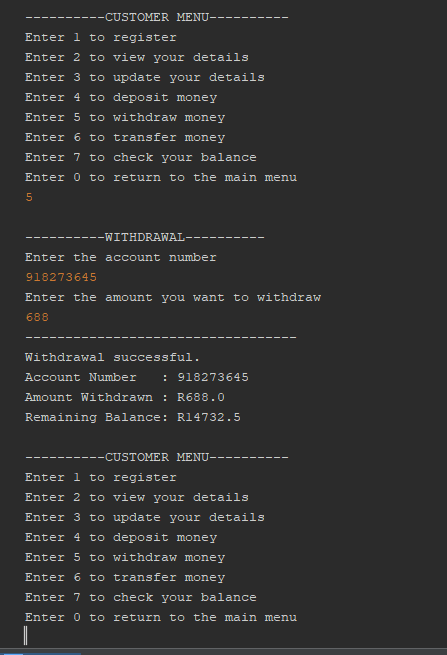 ----------CUSTOMER MENU----------
Enter 1 to register
Enter 2 to view your details
Enter 3 to update your details
Enter 4 to deposit money
Enter 5 to withdraw money
Enter 6 to transfer money
Enter 7 to check your balance
Enter 0 to return to the main menu
5
----------WITHDRAWAL----------
Enter the account number
918273645
Enter the amount you want to withdraw
688
----------------------------------
Withdrawal successful.
Account Number   : 918273645
Amount Withdrawn : R688.0
Remaining Balance: R14732.5
----------CUSTOMER MENU----------
Enter 1 to register
Enter 2 to view your details
Enter 3 to update your details
Enter 4 to deposit money
Enter 5 to withdraw money
Enter 6 to transfer money
Enter 7 to check your balance
Enter 0 to return to the main menu